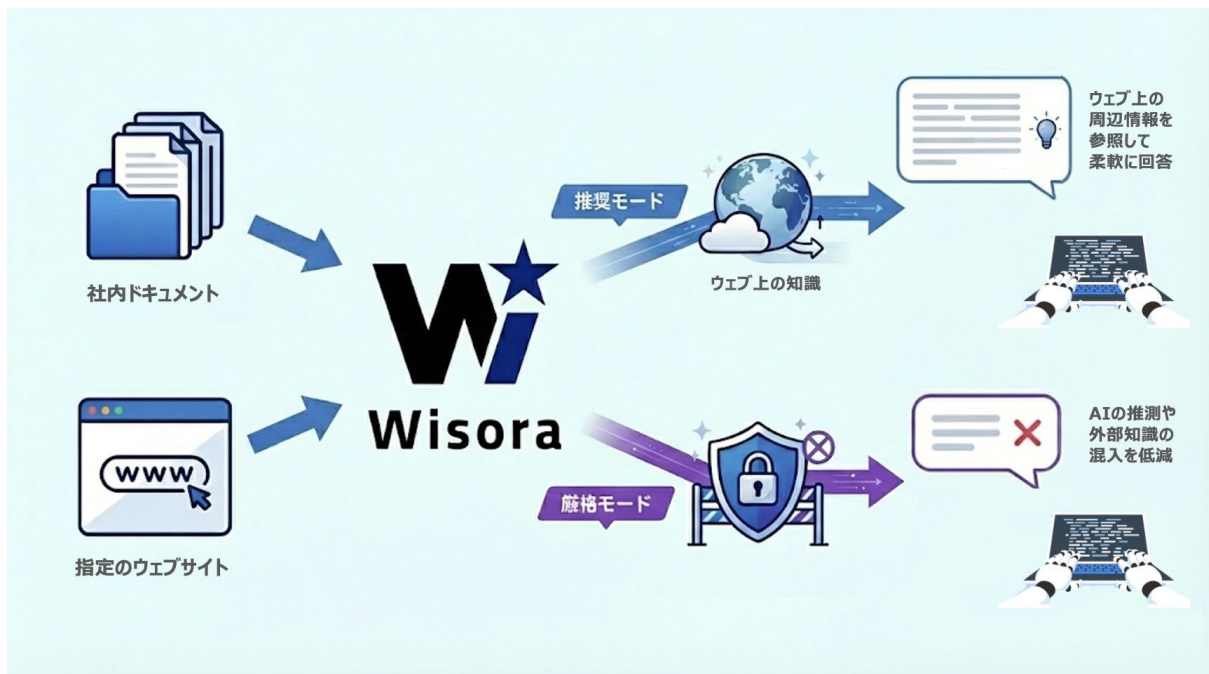 社内ドキュメント
www
指定のウェブサイト
Wi
Wisora
推奨モード
ウェブ上の知識
ウェブ上の
周辺情報を
参照して
柔軟に回答
厳格モード
AIの推測や
外部知識の
混入を低減